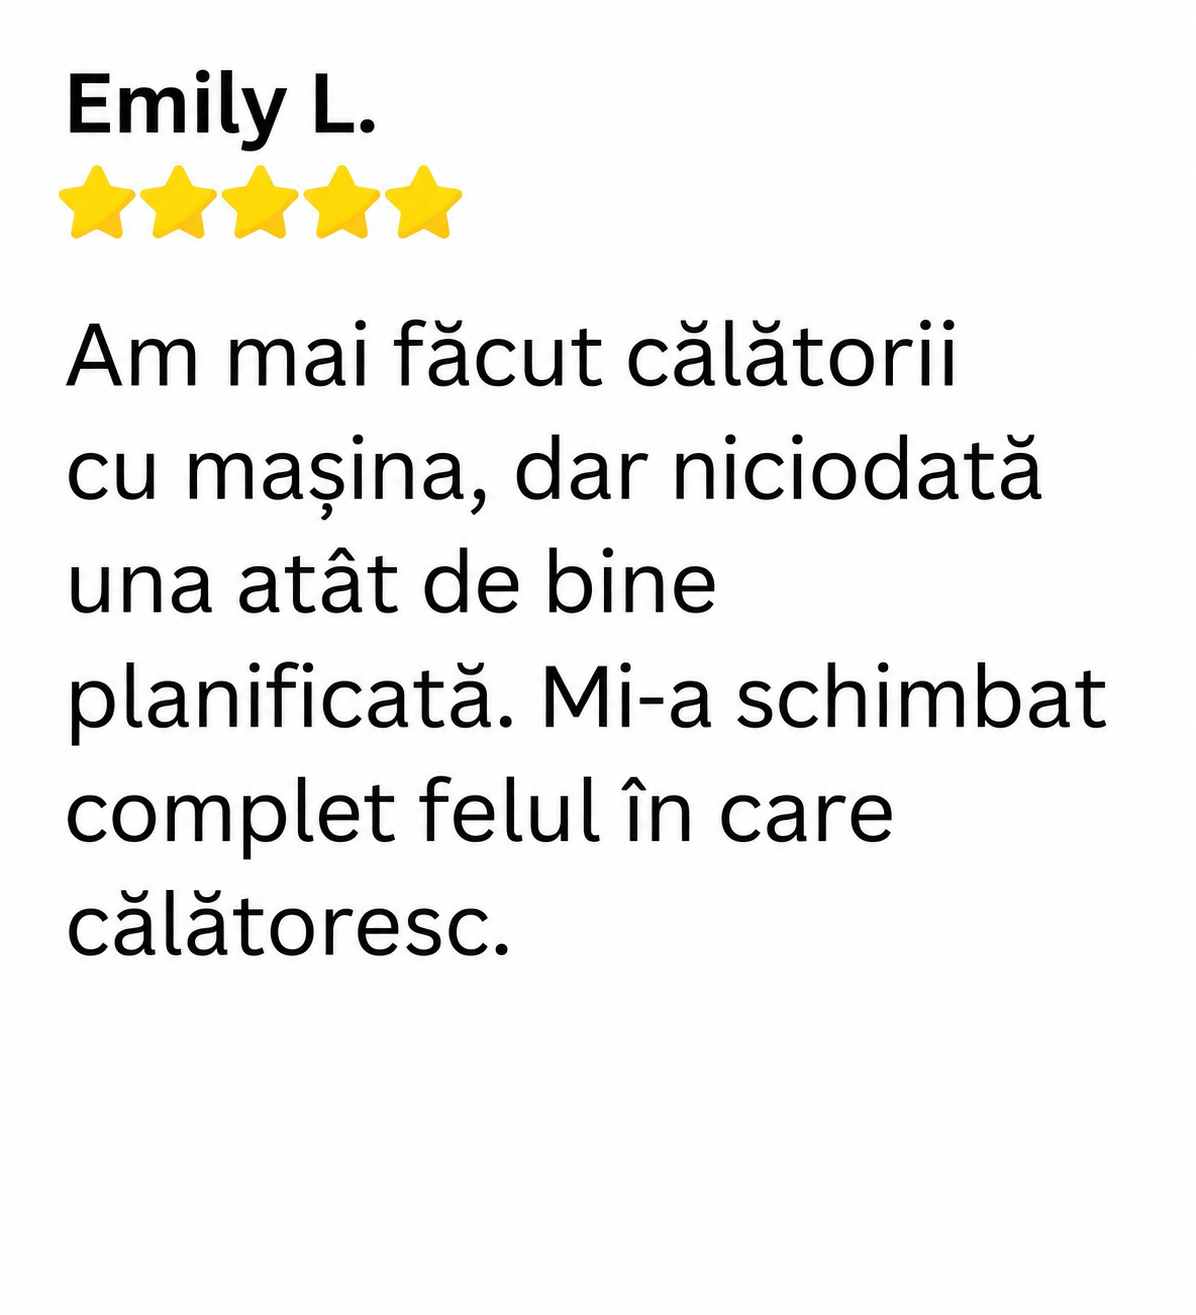 Emily L.
⭐⭐⭐⭐⭐
Am mai făcut călătorii
cu mașina, dar niciodată
una atât de bine
planificată. Mi-a schimbat
complet felul în care
călătoresc.